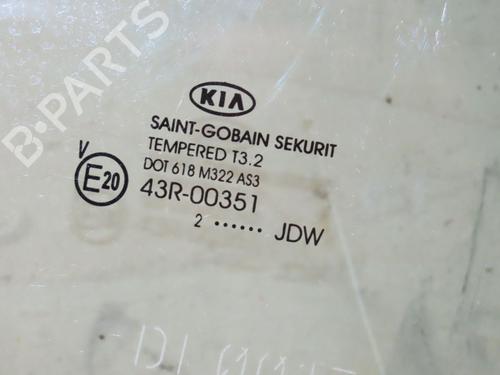 B-PARTS
KIA
SAINT-GOBAIN SEKURIT
TEMPERED T3.2
DOT 618 M322 AS3
V
E20
43R-00351
2 ...... JDW